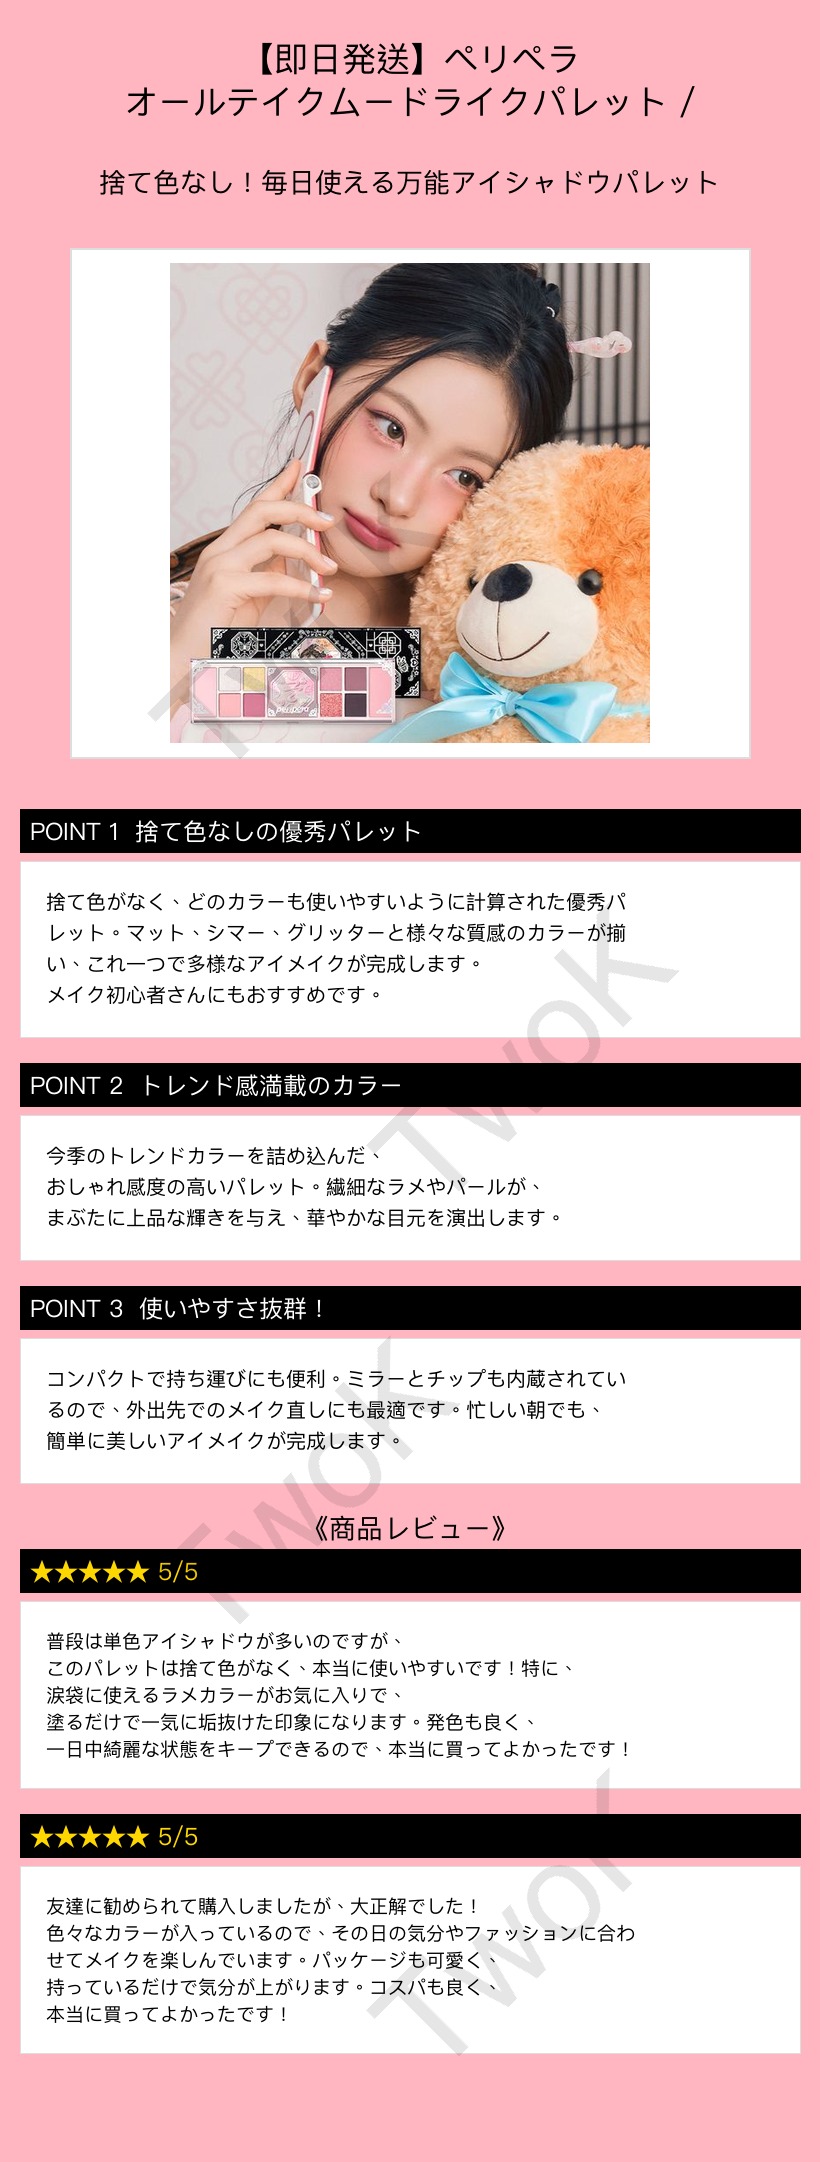 【即日発送】ペリペラ
オールテイクムードライクパレット /
捨て色なし！毎日使える万能アイシャドウパレット
peripera
POINT 1 捨て色なしの優秀パレット
捨て色がなく、どのカラーも使いやすいように計算された優秀パ
レット。マット、シマー、グリッターと様々な質感のカラーが揃
い、これ一つで多様なアイメイクが完成します。
メイク初心者さんにもおすすめです。
TwoK
POINT 2 トレンド感満載のカラー
今季のトレンドカラーを詰め込んだ、
おしゃれ感度の高いパレット。繊細なラメやパールが、
まぶたに上品な輝きを与え、華やかな目元を演出します。
POINT 3 使いやすさ抜群！
コンパクトで持ち運びにも便利。ミラーとチップも内蔵されてい
るので、外出先でのメイク直しにも最適です。忙しい朝でも、
簡単に美しいアイメイクが完成します。
TwoK
《商品レビュー》
★★★★★ 5/5
普段は単色アイシャドウが多いのですが、
このパレットは捨て色がなく、本当に使いやすいです！特に、
涙袋に使えるラメカラーがお気に入りで、
塗るだけで一気に垢抜けた印象になります。発色も良く、
一日中綺麗な状態をキープできるので、本当に買ってよかったです！
★★★★★ 5/5
友達に勧められて購入しましたが、大正解でした！
色々なカラーが入っているので、その日の気分やファッションに合わ
せてメイクを楽しんでいます。パッケージも可愛く、
持っているだけで気分が上がります。コスパも良く、
本当に買ってよかったです！
TwoK